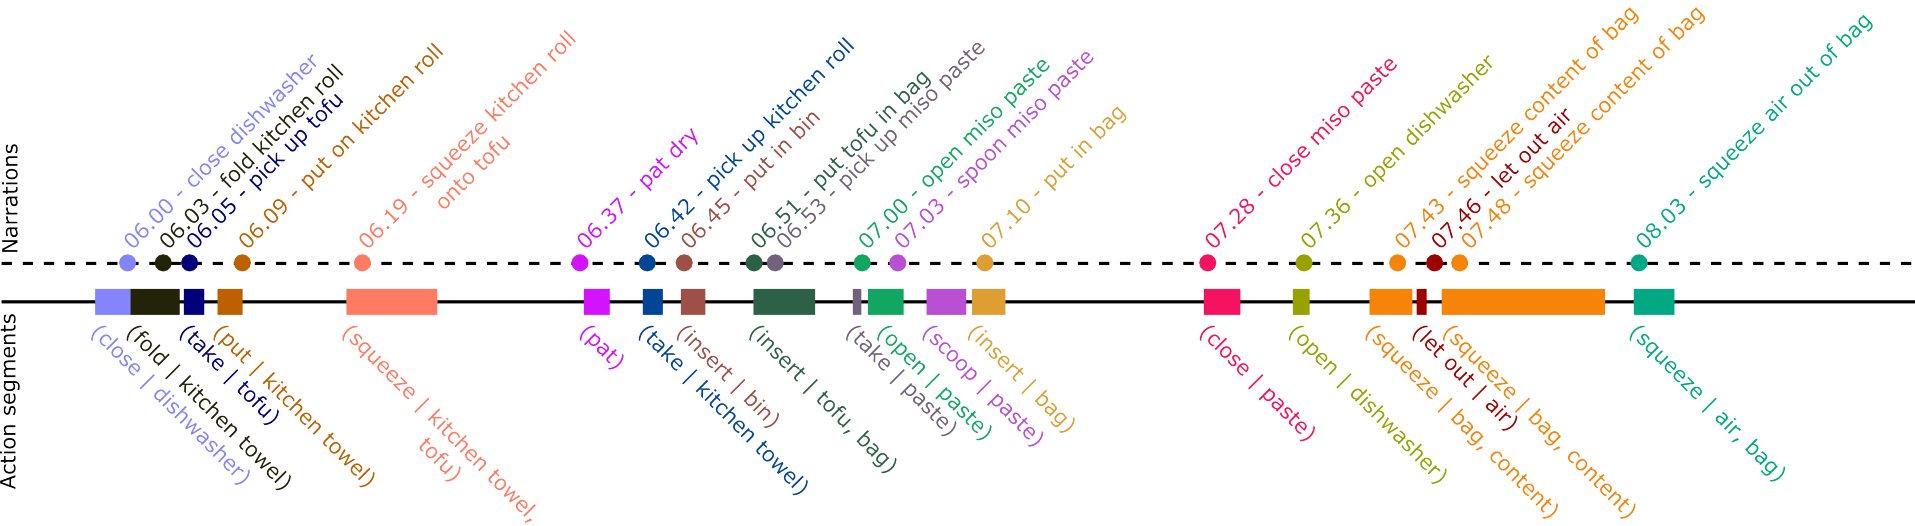 Narrations
06.00 - close dishwasher
06.03 - fold kitchen roll
06.05 - pick up tofu
06.09 - put on kitchen roll
06.19 - squeeze kitchen roll
onto tofu
06.37 - pat dry
06.42 - pick up kitchen roll
06.45 - put in bin
06.51 - put tofu in bag
06.53 - pick up miso paste
07.00 - open miso paste
07.03 - spoon miso paste
07.10 - put in bag
07.28 - close miso paste
07.36 - open dishwasher
07.43 - squeeze content of bag
07.46 - let out air
07.48 - squeeze content of bag
08.03 - squeeze air out of bag
Action segments
(close | dishwasher)
(fold | kitchen towel)
(take | tofu)
(put | kitchen towel)
(squeeze | kitchen towel,
tofu)
(pat)
(take | kitchen towel)
(insert | bin)
(insert | tofu, bag)
(take | paste)
(open | paste)
(scoop | paste)
(insert | bag)
(close | paste)
(open | dishwasher)
(squeeze | bag, content)
(let out | air)
(squeeze | bag, content)
(squeeze | air, bag)